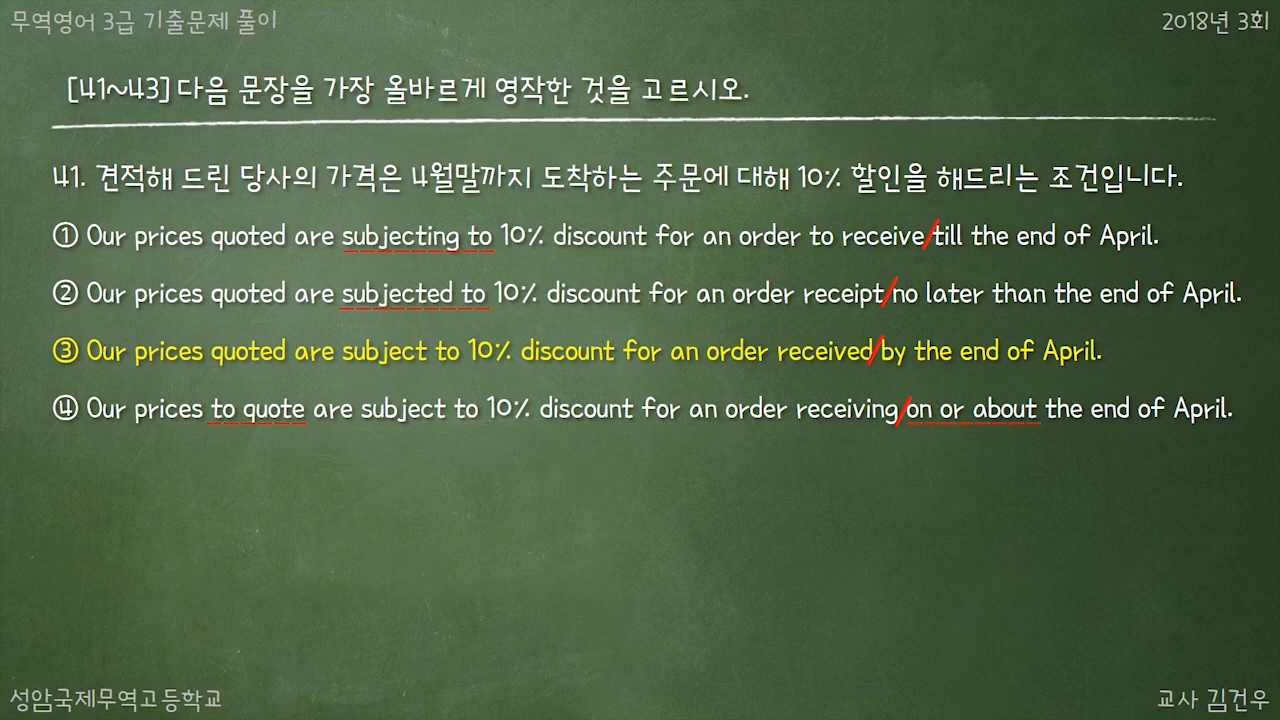 무역영어 3급 기출문제 풀이
2018년 3회
[41~43] 다음 문장을 가장 올바르게 영작한 것을 고르시오.
41. 견적해 드린 당사의 가격은 4월말까지 도착하는 주문에 대해 10% 할인을 해드리는 조건입니다.
① Our prices quoted are subjecting to 10% discount for an order to receive/till the end of April.
② Our prices quoted are subjected to 10% discount for an order receipt/no later than the end of April.
③ Our prices quoted are subject to 10% discount for an order received/by the end of April.
④ Our prices to quote are subject to 10% discount for an order receiving/on or about the end of April.
성암국제무역고등학교
교사 김건우